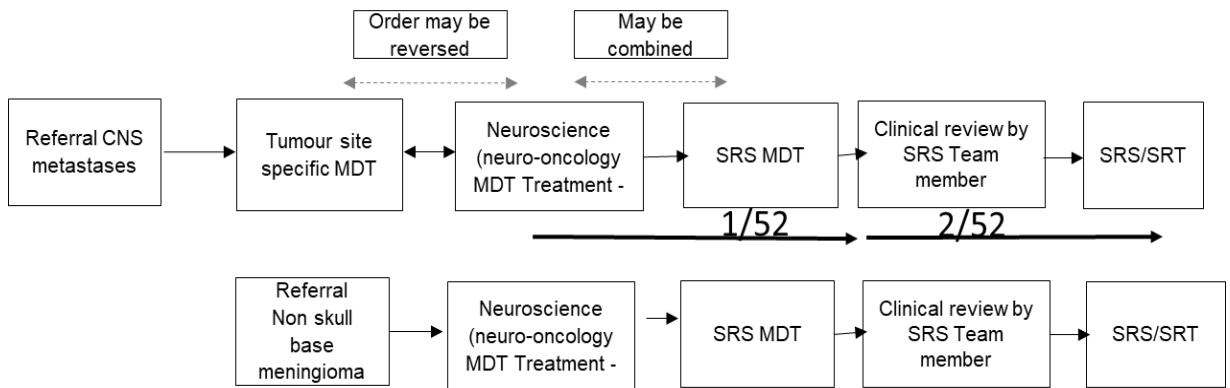 Order may be
reversed
May be
combined
Referral CNS
metastases
Tumour site
specific MDT
Neuroscience
(neuro-oncology
MDT Treatment -
SRS MDT
Clinical review by
SRS Team
member
SRS/SRT
1/52
2/52
Referral
Non skull
base
meningioma
Neuroscience
(neuro-oncology
MDT Treatment -
SRS MDT
Clinical review by
SRS Team
member
SRS/SRT